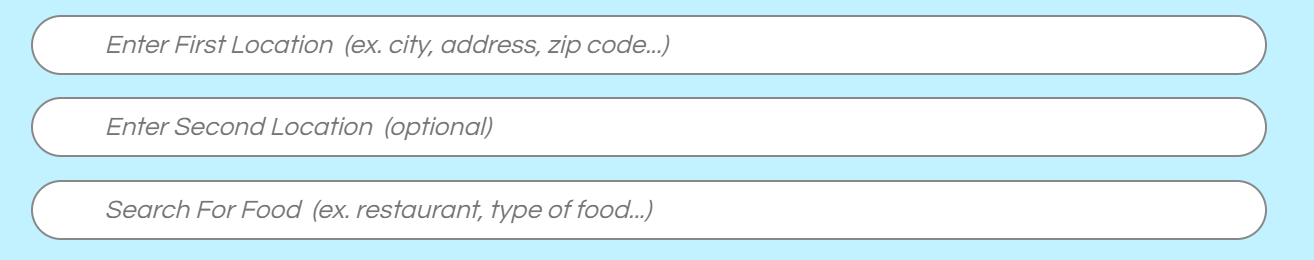 Enter First Location (ex. city, address, zip code...)
Enter Second Location (optional)
Search For Food (ex. restaurant, type of food...)